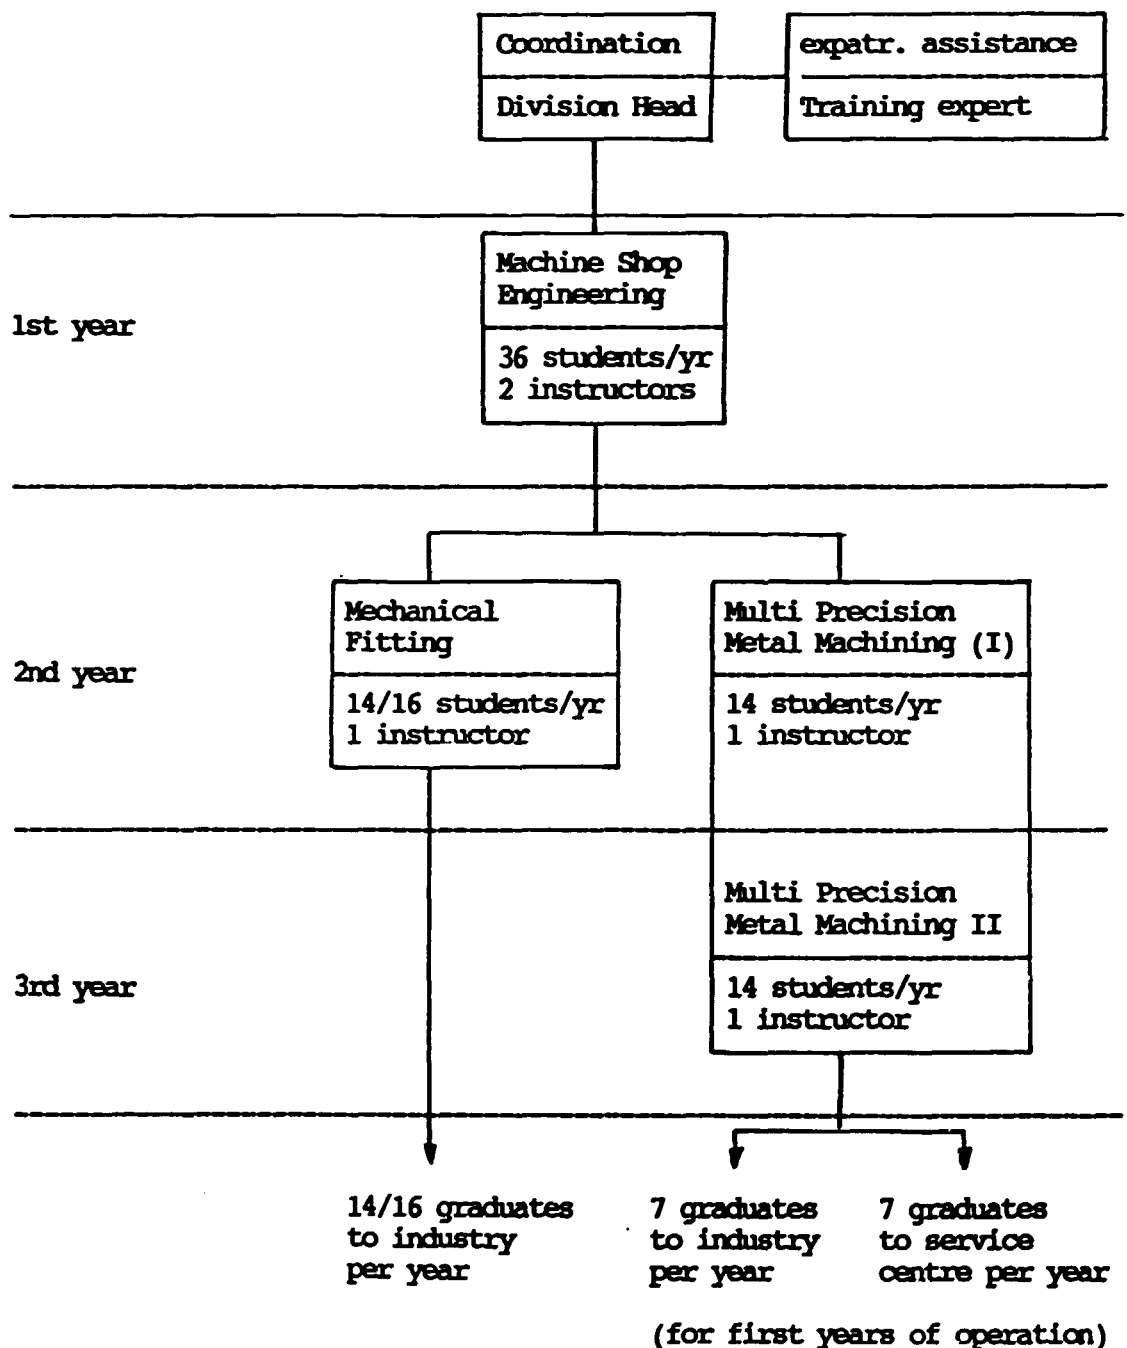 Coordination
Division Head
expatr. assistance
Training expert
1st year
Machine Shop
Engineering
36 students/yr
2 instructors
2nd year
Mechanical
Fitting
14/16 students/yr
1 instructor
Multi Precision
Metal Machining (I)
14 students/yr
1 instructor
3rd year
Multi Precision
Metal Machining II
14 students/yr
1 instructor
14/16 graduates
to industry
per year
7 graduates
to industry
per year
7 graduates
to service
centre per year
(for first years of operation)